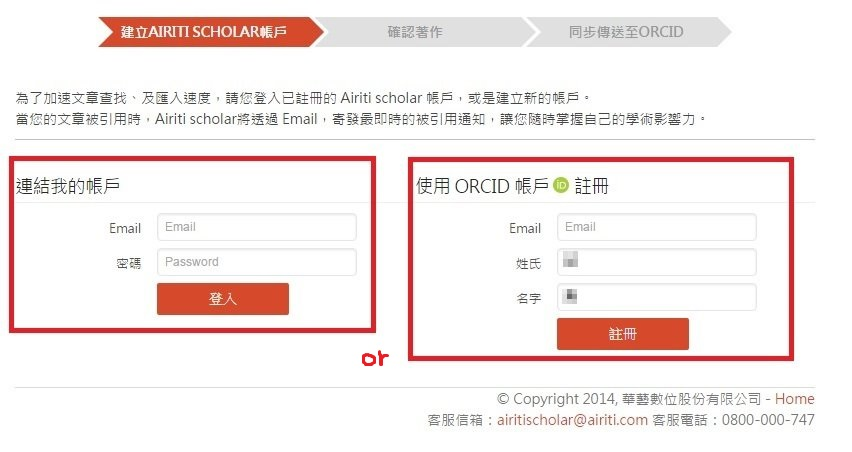 建立AIRITI SCHOLAR帳戶
確認著作
同步傳送至ORCID
為了加速文章查找、及匯入速度，請您登入已註冊的 Airiti scholar 帳戶，或是建立新的帳戶。
當您的文章被引用時，Airiti scholar將透過 Email，寄發最即時的被引用通知，讓您隨時掌握自己的學術影響力。
連結我的帳戶
Email Email
密碼 Password
登入
使用 ORCID 帳戶 iD 註冊
Email Email
姓氏
名字
註冊
or
© Copyright 2014, 華藝數位股份有限公司 - Home
客服信箱：airitischolar@airiti.com 客服電話：0800-000-747